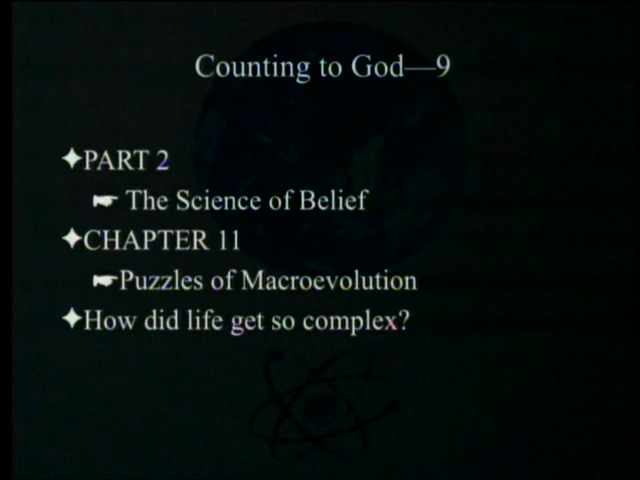 Counting to God—9
✦PART 2
☛ The Science of Belief
✦CHAPTER 11
☛Puzzles of Macroevolution
✦How did life get so complex?